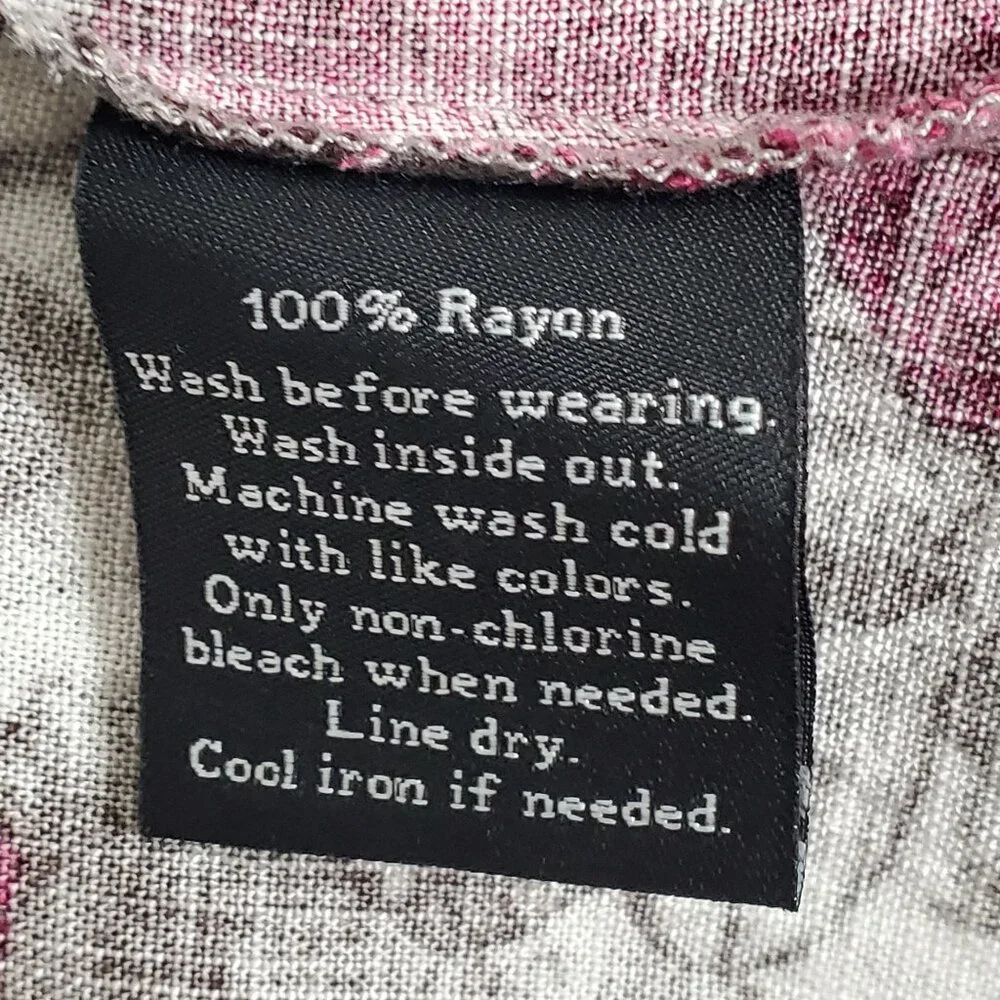 100% Rayon
Wash before wearing.
Wash inside out.
Machine wash cold
with like colors.
Only non-chlorine
bleach when needed.
Line dry.
Cool iron if needed.